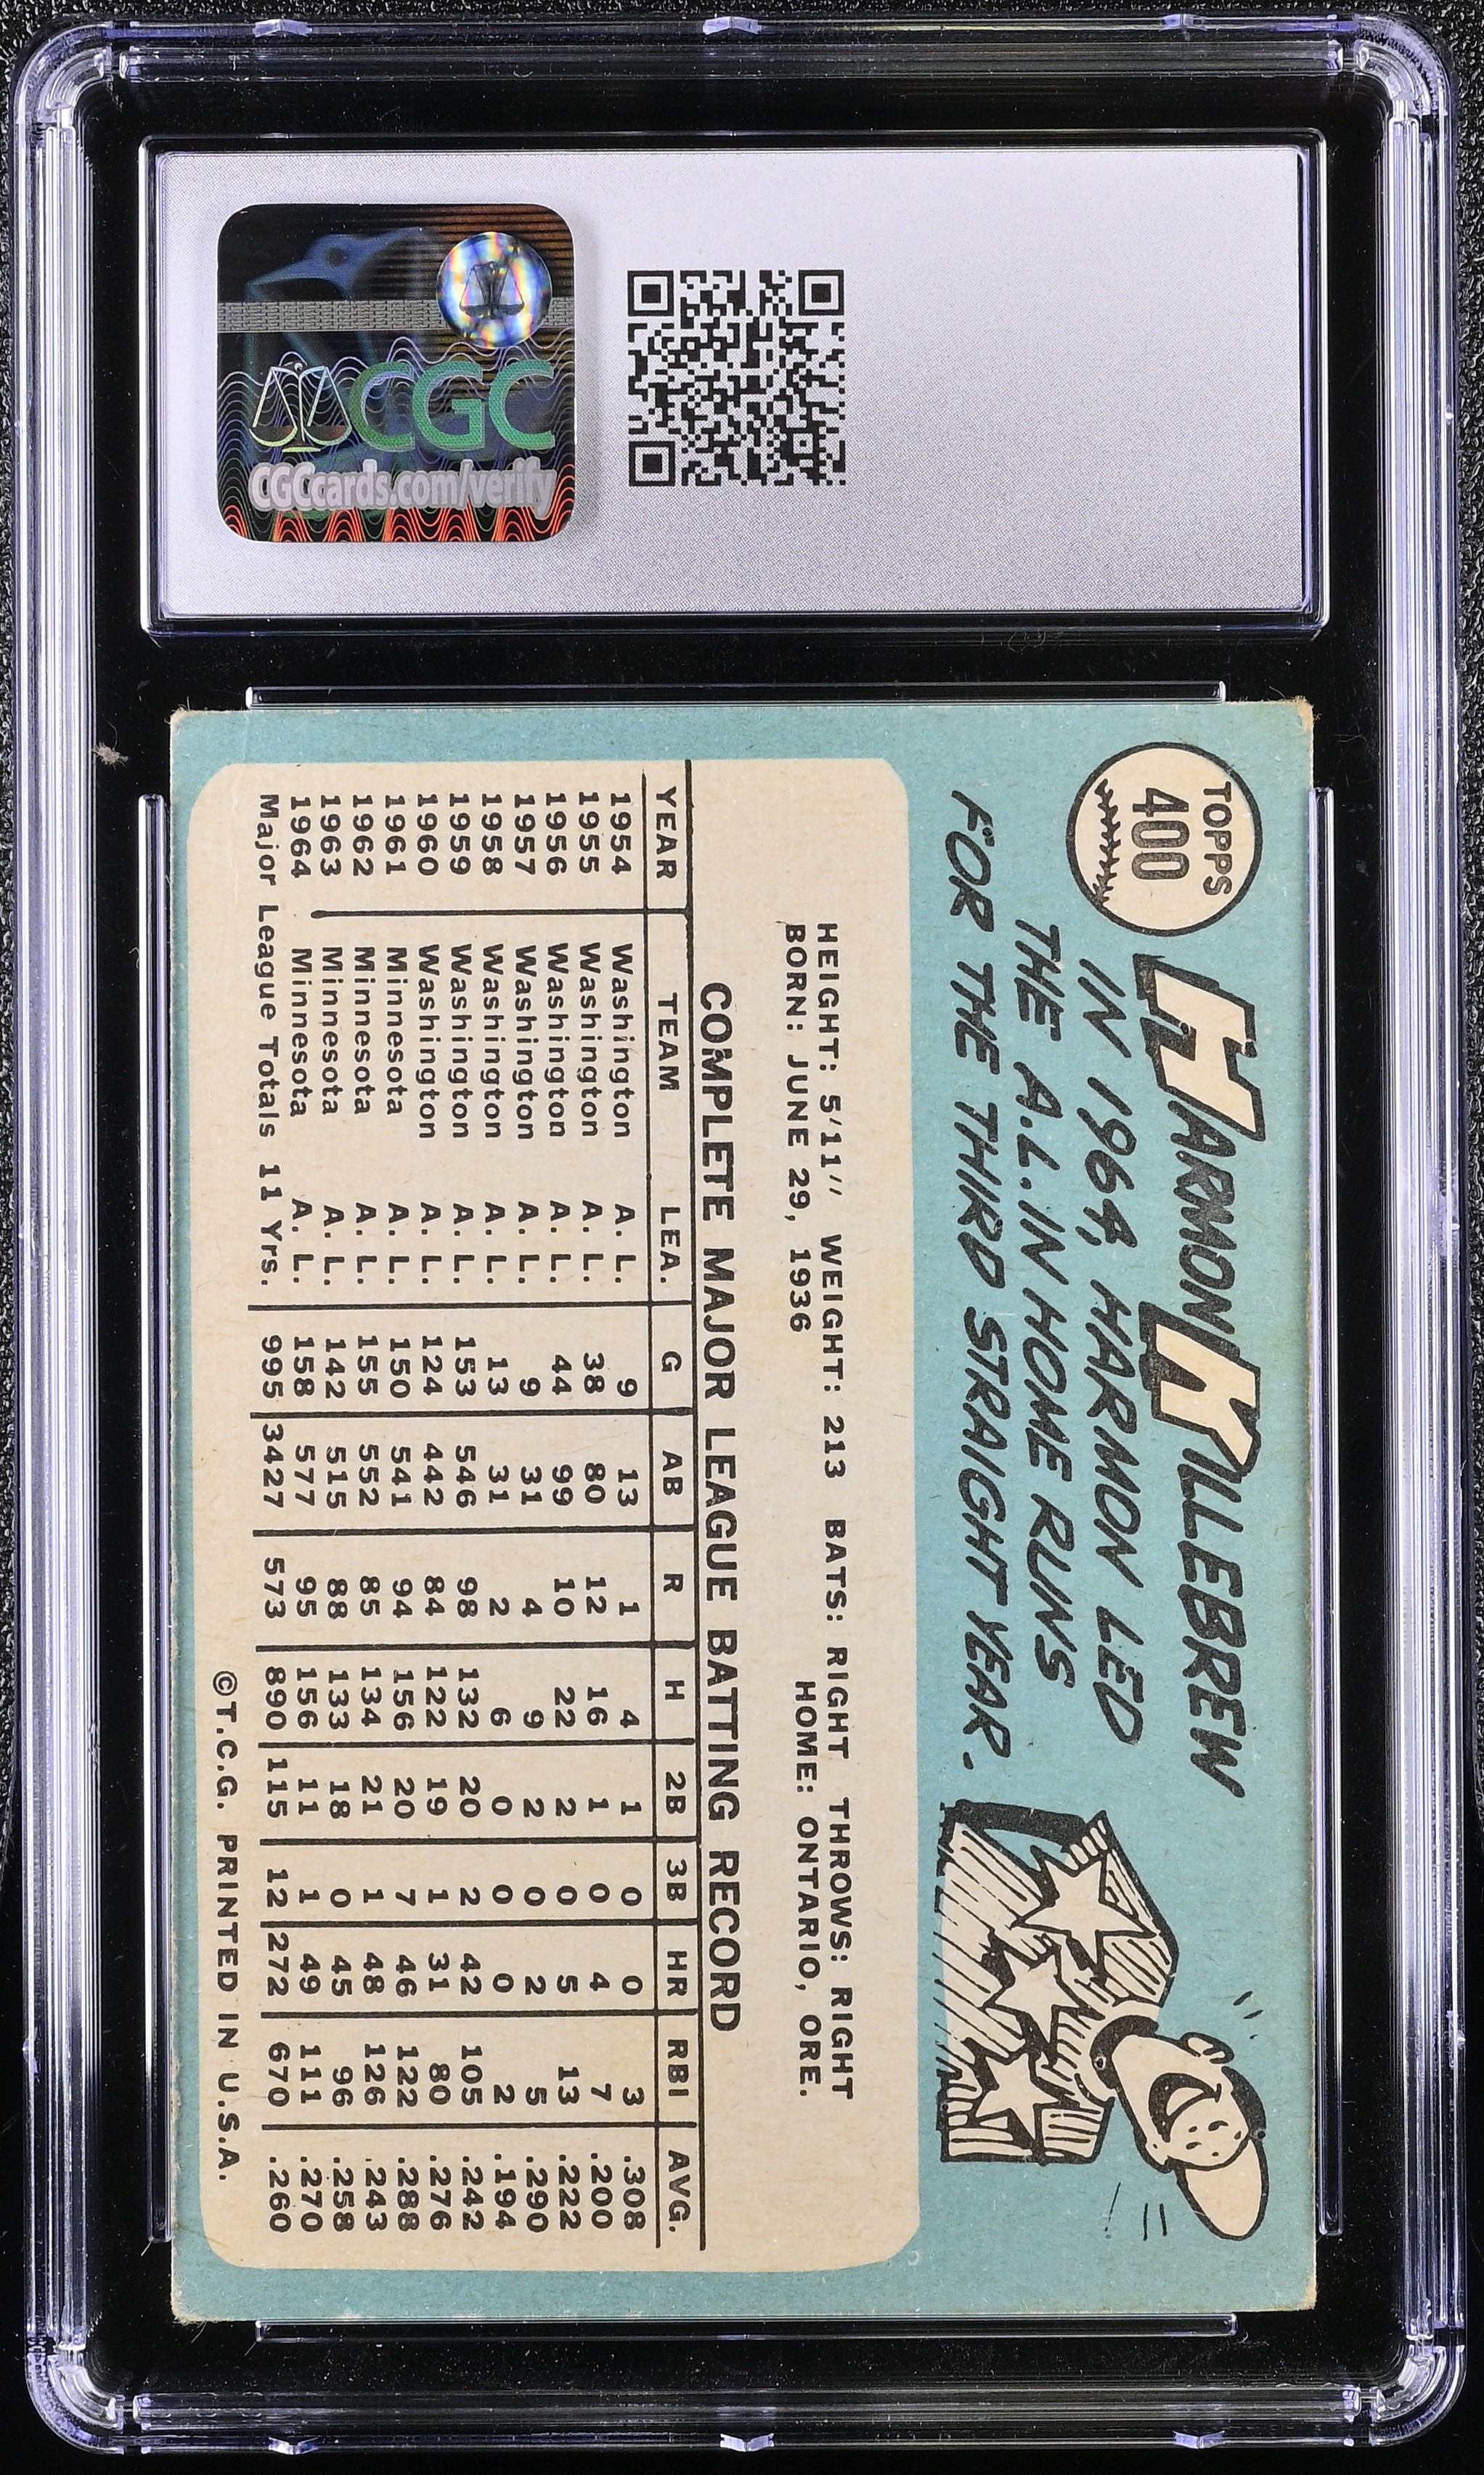 CGC
CGCcards.com/verify
TOPPS
400
HARMON KILLEBREW
IN 1964, HARMON LED
THE A.L. IN HOME RUNS
FOR THE THIRD STRAIGHT YEAR.
HEIGHT: 5'11'' WEIGHT: 213 BATS: RIGHT THROWS: RIGHT
BORN: JUNE 29, 1936 HOME: ONTARIO, ORE.
COMPLETE MAJOR LEAGUE BATTING RECORD
YEAR TEAM LEA. G AB R H 2B 3B HR RBI AVG.
1954 Washington A. L. 9 13 1 4 1 0 0 3 .308
1955 Washington A. L. 38 80 12 16 1 0 4 7 .200
1956 Washington A. L. 44 99 10 22 2 0 5 13 .222
1957 Washington A. L. 9 31 4 9 2 0 2 5 .290
1958 Washington A. L. 13 31 2 6 0 0 0 2 .194
1959 Washington A. L. 153 546 98 132 20 2 42 105 .242
1960 Washington A. L. 124 442 84 122 19 1 31 80 .276
1961 Minnesota A. L. 150 541 94 156 20 7 46 122 .288
1962 Minnesota A. L. 155 552 85 134 21 1 48 126 .243
1963 Minnesota A. L. 142 515 88 133 18 0 45 96 .258
1964 Minnesota A. L. 158 577 95 156 11 1 49 111 .270
Major League Totals 11 Yrs. 995 3427 573 890 115 12 272 670 .260
©T.C.G. PRINTED IN U.S.A.